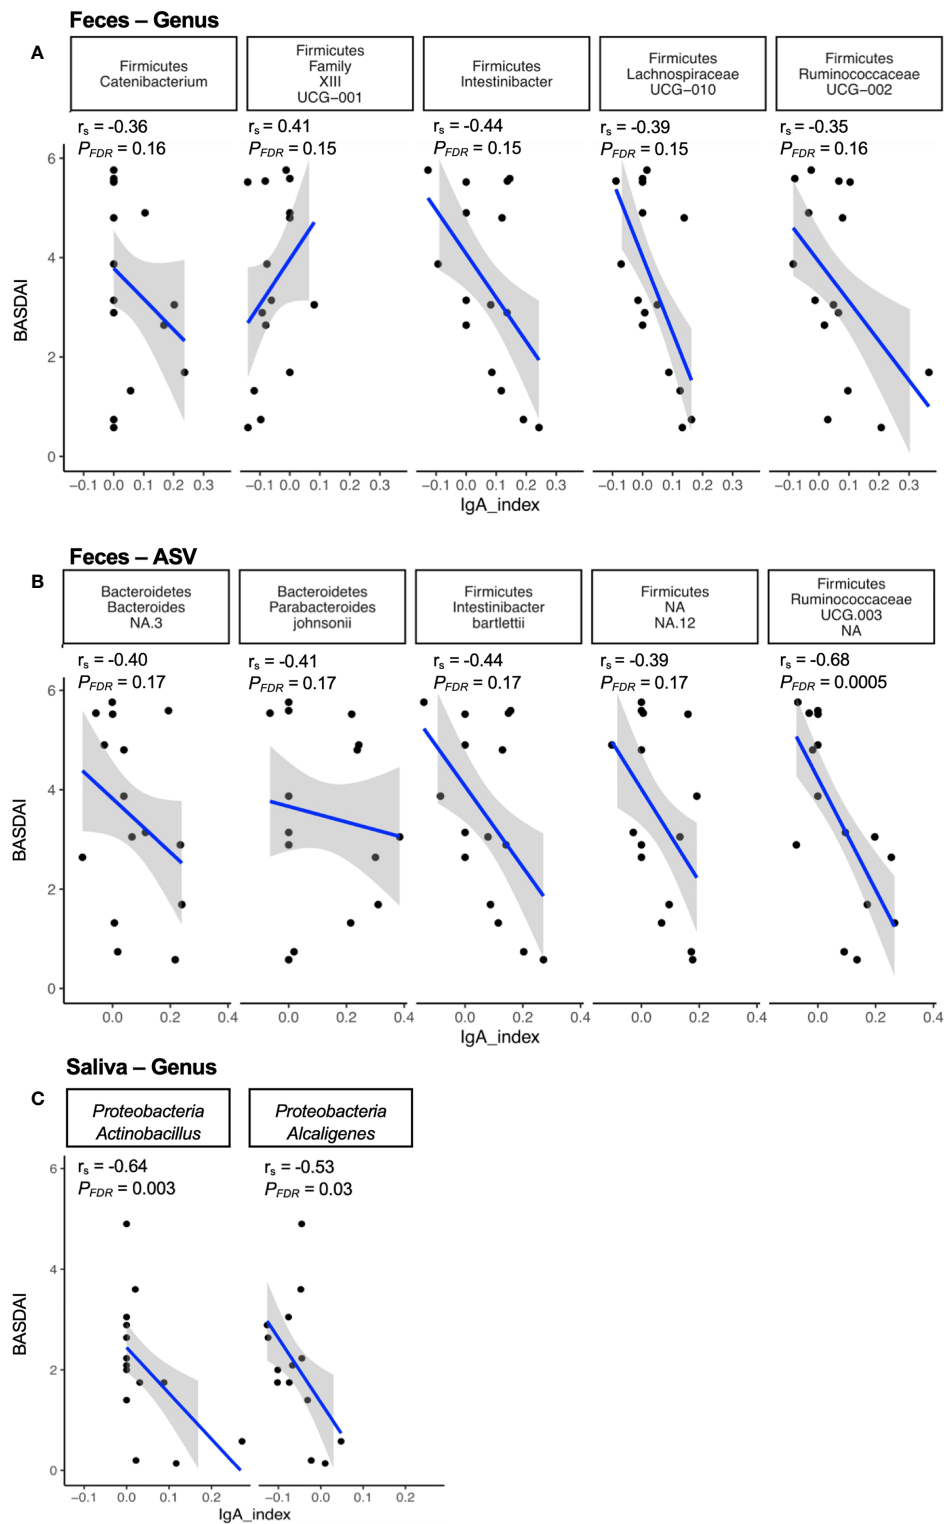 Feces – Genus
A
Firmicutes
Catenibacterium
Firmicutes
Family
XIII
UCG−001
Firmicutes
Intestinibacter
Firmicutes
Lachnospiraceae
UCG−010
Firmicutes
Ruminococcaceae
UCG−002
rs = -0.36
PFDR = 0.16
rs = 0.41
PFDR = 0.15
rs = -0.44
PFDR = 0.15
rs = -0.39
PFDR = 0.15
rs = -0.35
PFDR = 0.16
6
4
2
0
BASDAI
−0.1 0.0 0.1 0.2 0.3
−0.1 0.0 0.1 0.2 0.3
−0.1 0.0 0.1 0.2 0.3
−0.1 0.0 0.1 0.2 0.3
−0.1 0.0 0.1 0.2 0.3
IgA_index
Feces – ASV
B
Bacteroidetes
Bacteroides
NA.3
Bacteroidetes
Parabacteroides
johnsonii
Firmicutes
Intestinibacter
bartlettii
Firmicutes
NA
NA.12
Firmicutes
Ruminococcaceae
UCG.003
NA
rs = -0.40
PFDR = 0.17
rs = -0.41
PFDR = 0.17
rs = -0.44
PFDR = 0.17
rs = -0.39
PFDR = 0.17
rs = -0.68
PFDR = 0.0005
6
4
2
0
BASDAI
0.0 0.2 0.4
0.0 0.2 0.4
0.0 0.2 0.4
0.0 0.2 0.4
0.0 0.2 0.4
IgA_index
Saliva – Genus
C
Proteobacteria
Actinobacillus
Proteobacteria
Alcaligenes
rs = -0.64
PFDR = 0.003
rs = -0.53
PFDR = 0.03
6
4
2
0
BASDAI
−0.1 0.0 0.1 0.2
−0.1 0.0 0.1 0.2
IgA_index